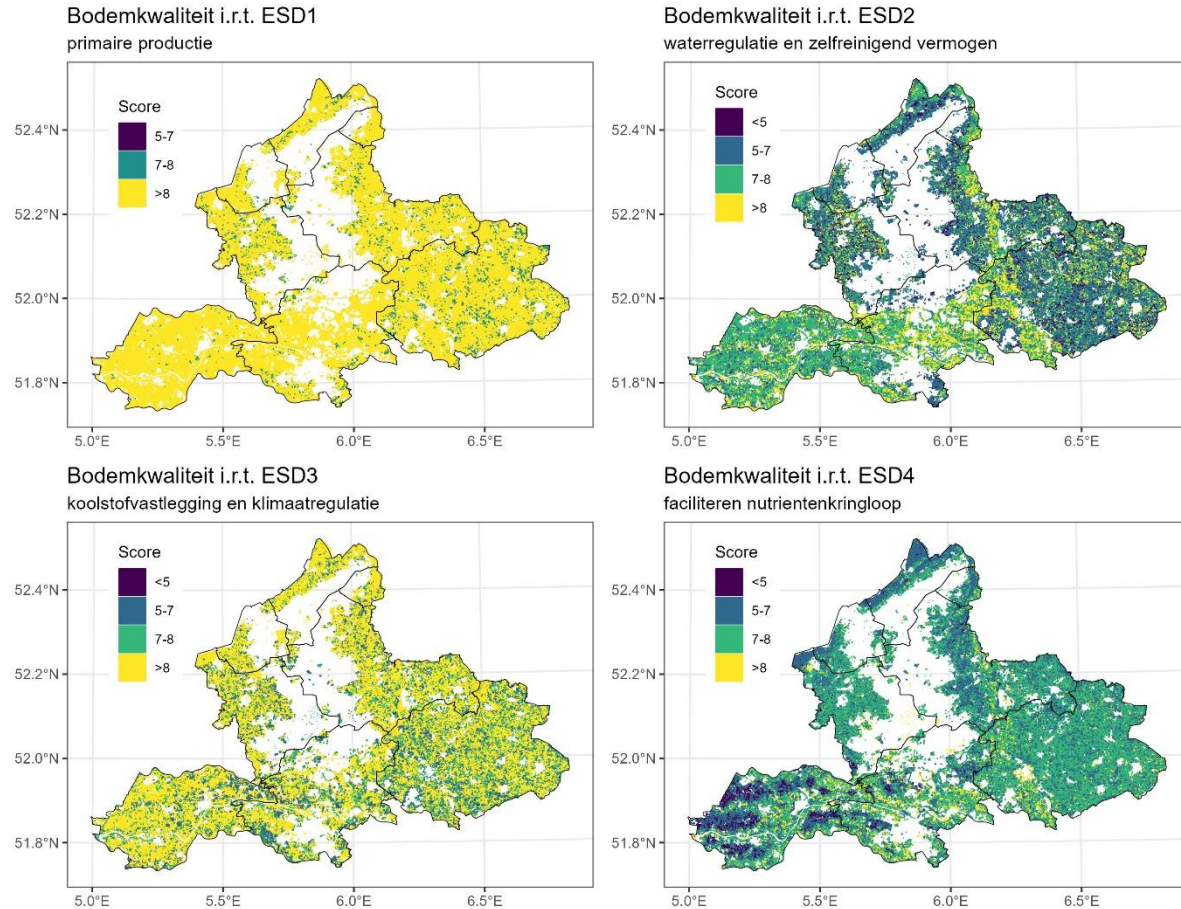 Bodemkwaliteit i.r.t. ESD1
primaire productie
Score
5-7
7-8
>8
52.4°N
52.2°N
52.0°N
51.8°N
5.0°E
5.5°E
6.0°E
6.5°E
Bodemkwaliteit i.r.t. ESD2
waterregulatie en zelfreinigend vermogen
Score
<5
5-7
7-8
>8
52.4°N
52.2°N
52.0°N
51.8°N
5.0°E
5.5°E
6.0°E
6.5°E
Bodemkwaliteit i.r.t. ESD3
koolstofvastlegging en klimaatregulatie
Score
<5
5-7
7-8
>8
52.4°N
52.2°N
52.0°N
51.8°N
5.0°E
5.5°E
6.0°E
6.5°E
Bodemkwaliteit i.r.t. ESD4
faciliteren nutrientenkringloop
Score
<5
5-7
7-8
>8
52.4°N
52.2°N
52.0°N
51.8°N
5.0°E
5.5°E
6.0°E
6.5°E